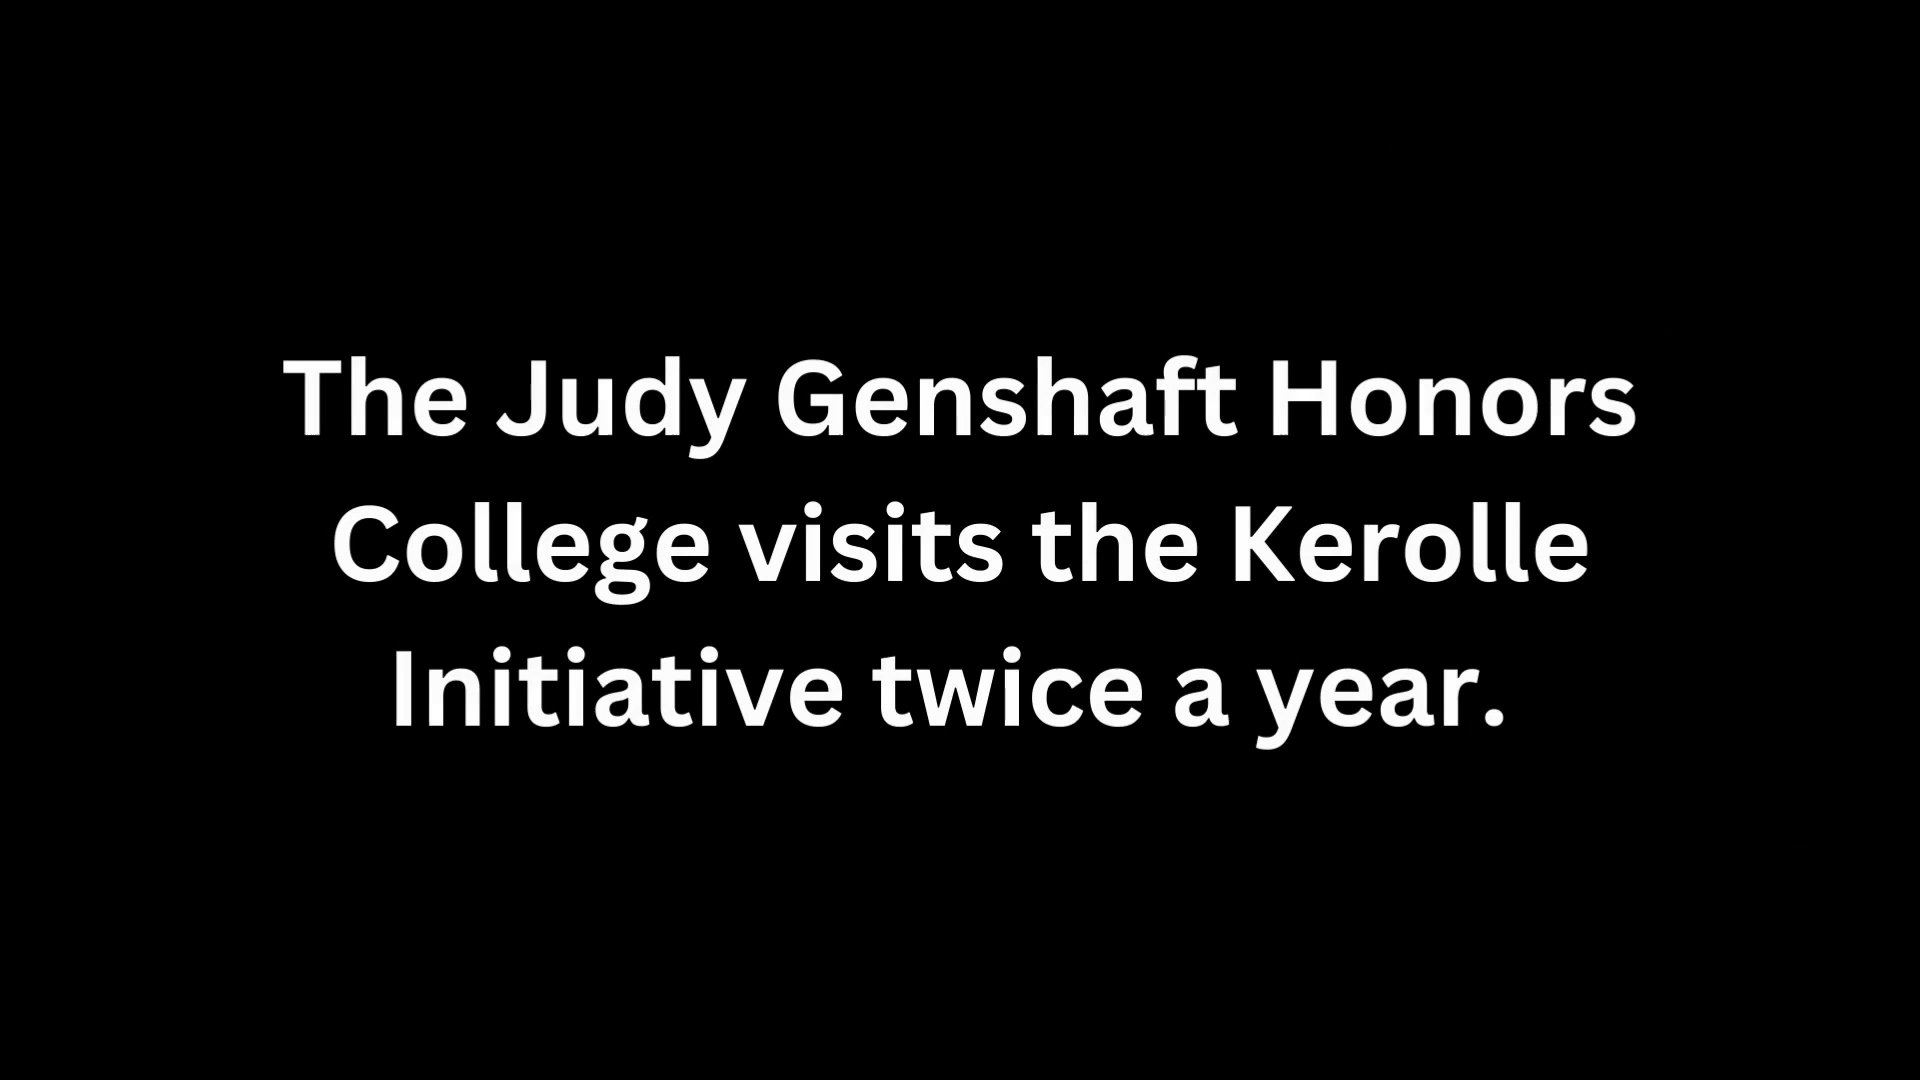 The Judy Genshaft Honors
College visits the Kerolle
Initiative twice a year.